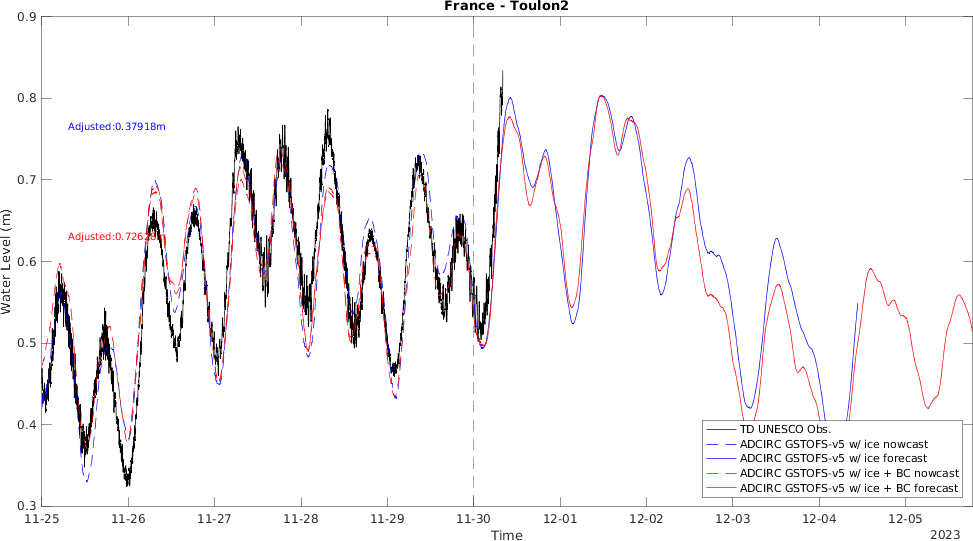 France - Toulon2
0.9
0.8
0.7
0.6
0.5
0.4
0.3
Water Level (m)
Adjusted:0.37918m
Adjusted:0.726
11-25
11-26
11-27
11-28
11-29
11-30
12-01
12-02
12-03
12-04
12-05
Time
2023
TD UNESCO Obs.
ADCIRC GSTOFS-v5 w/ ice nowcast
ADCIRC GSTOFS-v5 w/ ice forecast
ADCIRC GSTOFS-v5 w/ ice + BC nowcast
ADCIRC GSTOFS-v5 w/ ice + BC forecast